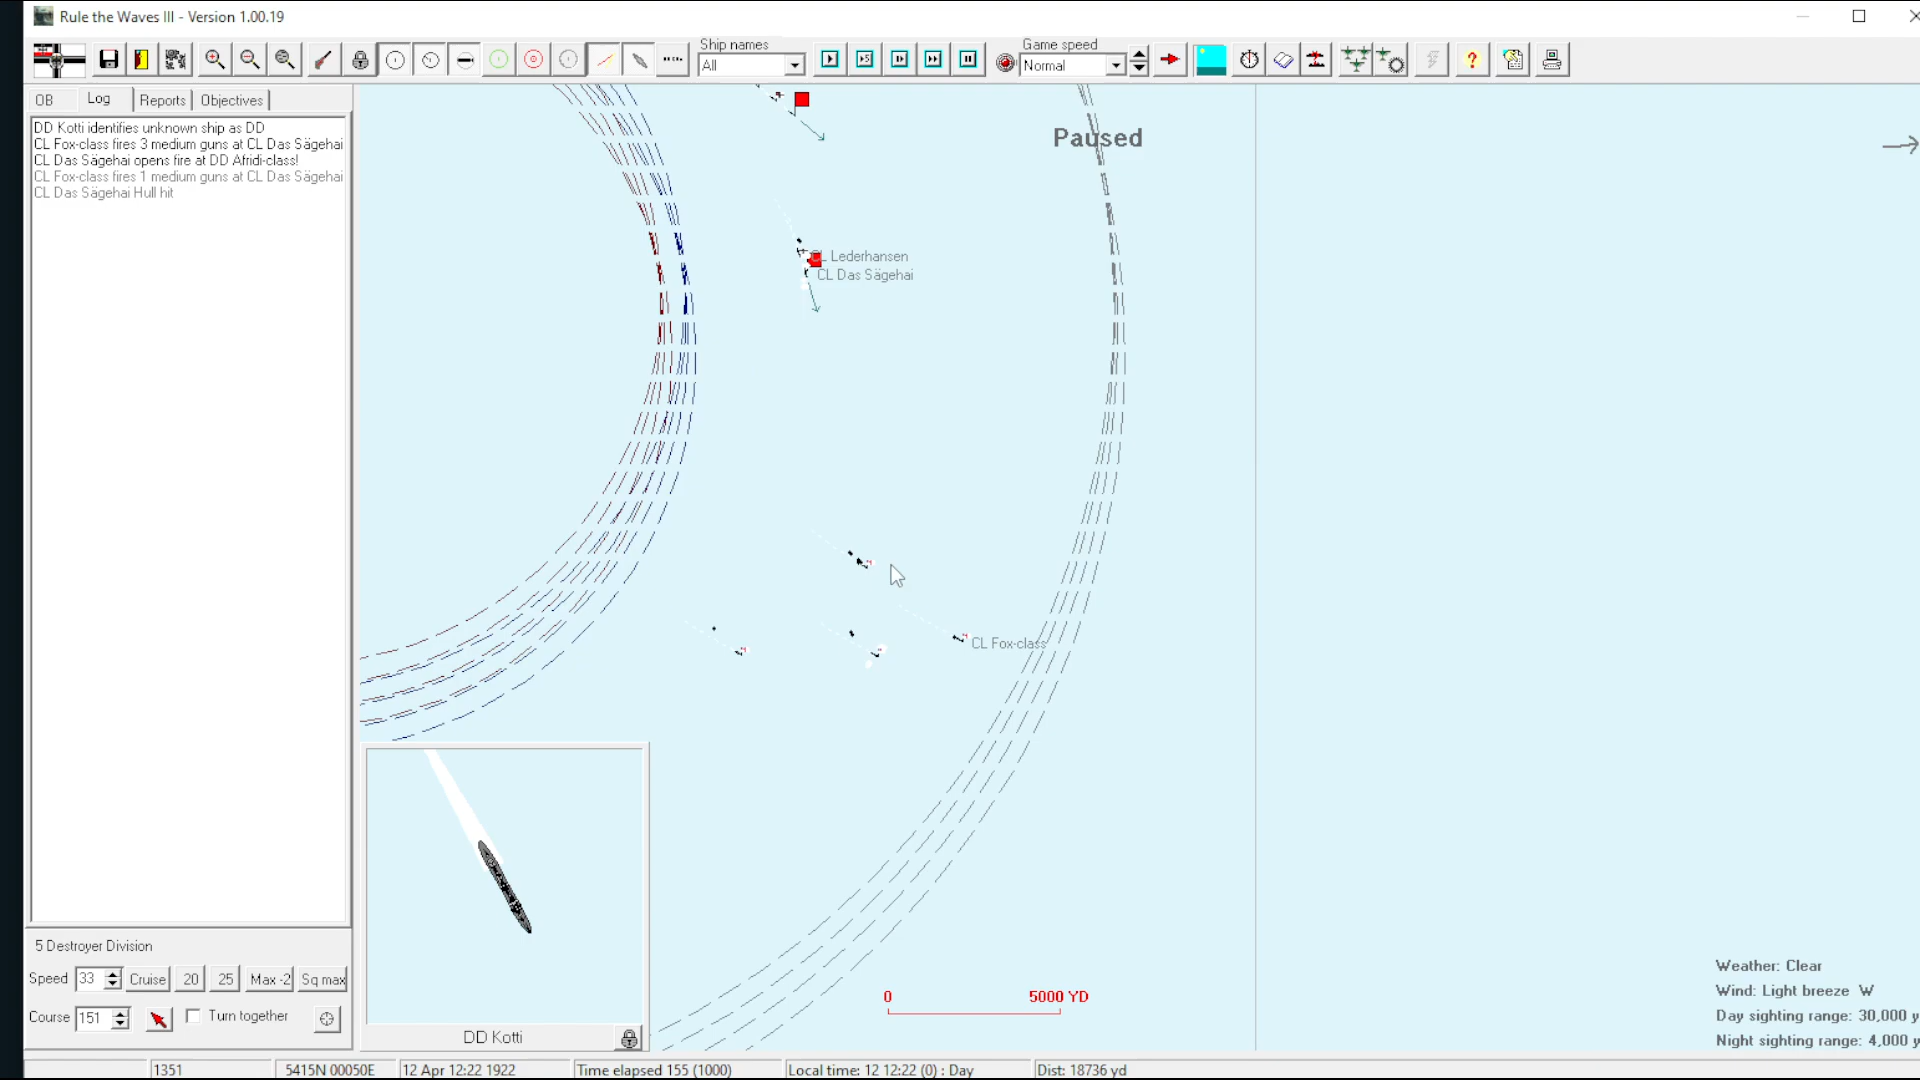 Rule the Waves III - Version 1.00.19
Ship names
All
Game speed
Normal
OB
Log
Reports
Objectives
DD Kotti identifies unknown ship as DD
CL Fox-class fires 3 medium guns at CL Das Sägehai
CL Das Sägehai opens fire at DD Afridi-class!
CL Fox-class fires 1 medium guns at CL Das Sägehai
CL Das Sägehai Hull hit
Paused
CL Lederhansen
CL Das Sägehai
CL Fox-class
0
5000 YD
DD Kotti
5 Destroyer Division
Speed 33 Cruise 20 25 Max -2 Sq max
Course 151 Turn together
Weather: Clear
Wind: Light breeze W
Day sighting range: 30,000 y
Night sighting range: 4,000 y
1351
5415N 00050E
12 Apr 12:22 1922
Time elapsed 155 (1000)
Local time: 12 12:22 (0) : Day
Dist: 18736 yd